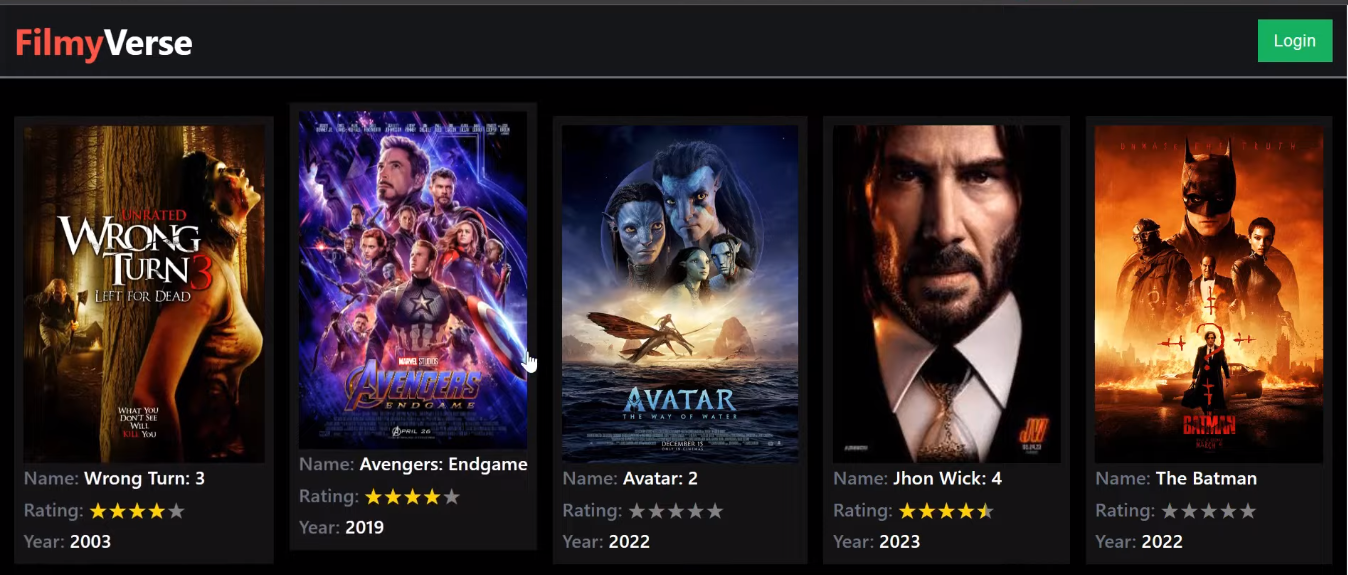 FilmyVerse
Login
UNRATED
WRONG
TURN 3
LEFT FOR DEAD
WHAT YOU
DON'T SEE
WILL
KILL YOU
Name: Wrong Turn: 3
Rating:
Year: 2003
MARVEL STUDIOS
AVENGERS
ENDGAME
APRIL 26
Name: Avengers: Endgame
Rating:
Year: 2019
AVATAR
THE WAY OF WATER
DECEMBER 15
Name: Avatar: 2
Rating:
Year: 2022
JW
Name: Jhon Wick: 4
Rating:
Year: 2023
UNMASK THE TRUTH
THE
BATMAN
Name: The Batman
Rating:
Year: 2022